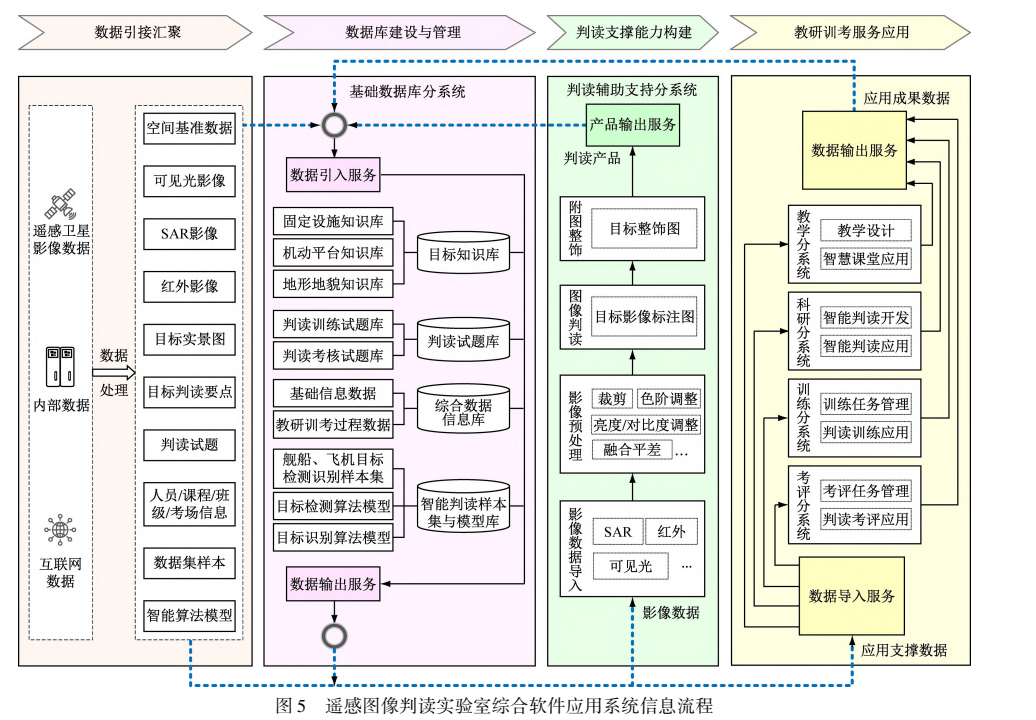 数据引接汇聚
数据库建设与管理
判读支撑能力构建
教研训考服务应用
遥感卫星
影像数据
内部数据
互联网
数据
数据
处理
空间基准数据
可见光影像
SAR影像
红外影像
目标实景图
目标判读要点
判读试题
人员/课程/班
级/考场信息
数据集样本
智能算法模型
基础数据库分系统
数据引入服务
固定设施知识库
机动平台知识库
地形地貌知识库
目标知识库
判读训练试题库
判读考核试题库
判读试题库
基础信息数据
教研训考过程数据
综合数据
信息库
舰船、飞机目标
检测识别样本集
目标检测算法模型
目标识别算法模型
智能判读样本
集与模型库
数据输出服务
判读辅助支持分系统
产品输出服务
判读产品
附图整饰
目标整饰图
图像判读
目标影像标注图
影像预处理
裁剪
色阶调整
亮度/对比度调整
融合平差
…
影像数据导入
SAR
红外
可见光
…
影像数据
应用成果数据
数据输出服务
教学分系统
教学设计
智慧课堂应用
科研分系统
智能判读开发
智能判读应用
训练分系统
训练任务管理
判读训练应用
考评分系统
考评任务管理
判读考评应用
数据导入服务
应用支撑数据
图 5 遥感图像判读实验室综合软件应用系统信息流程